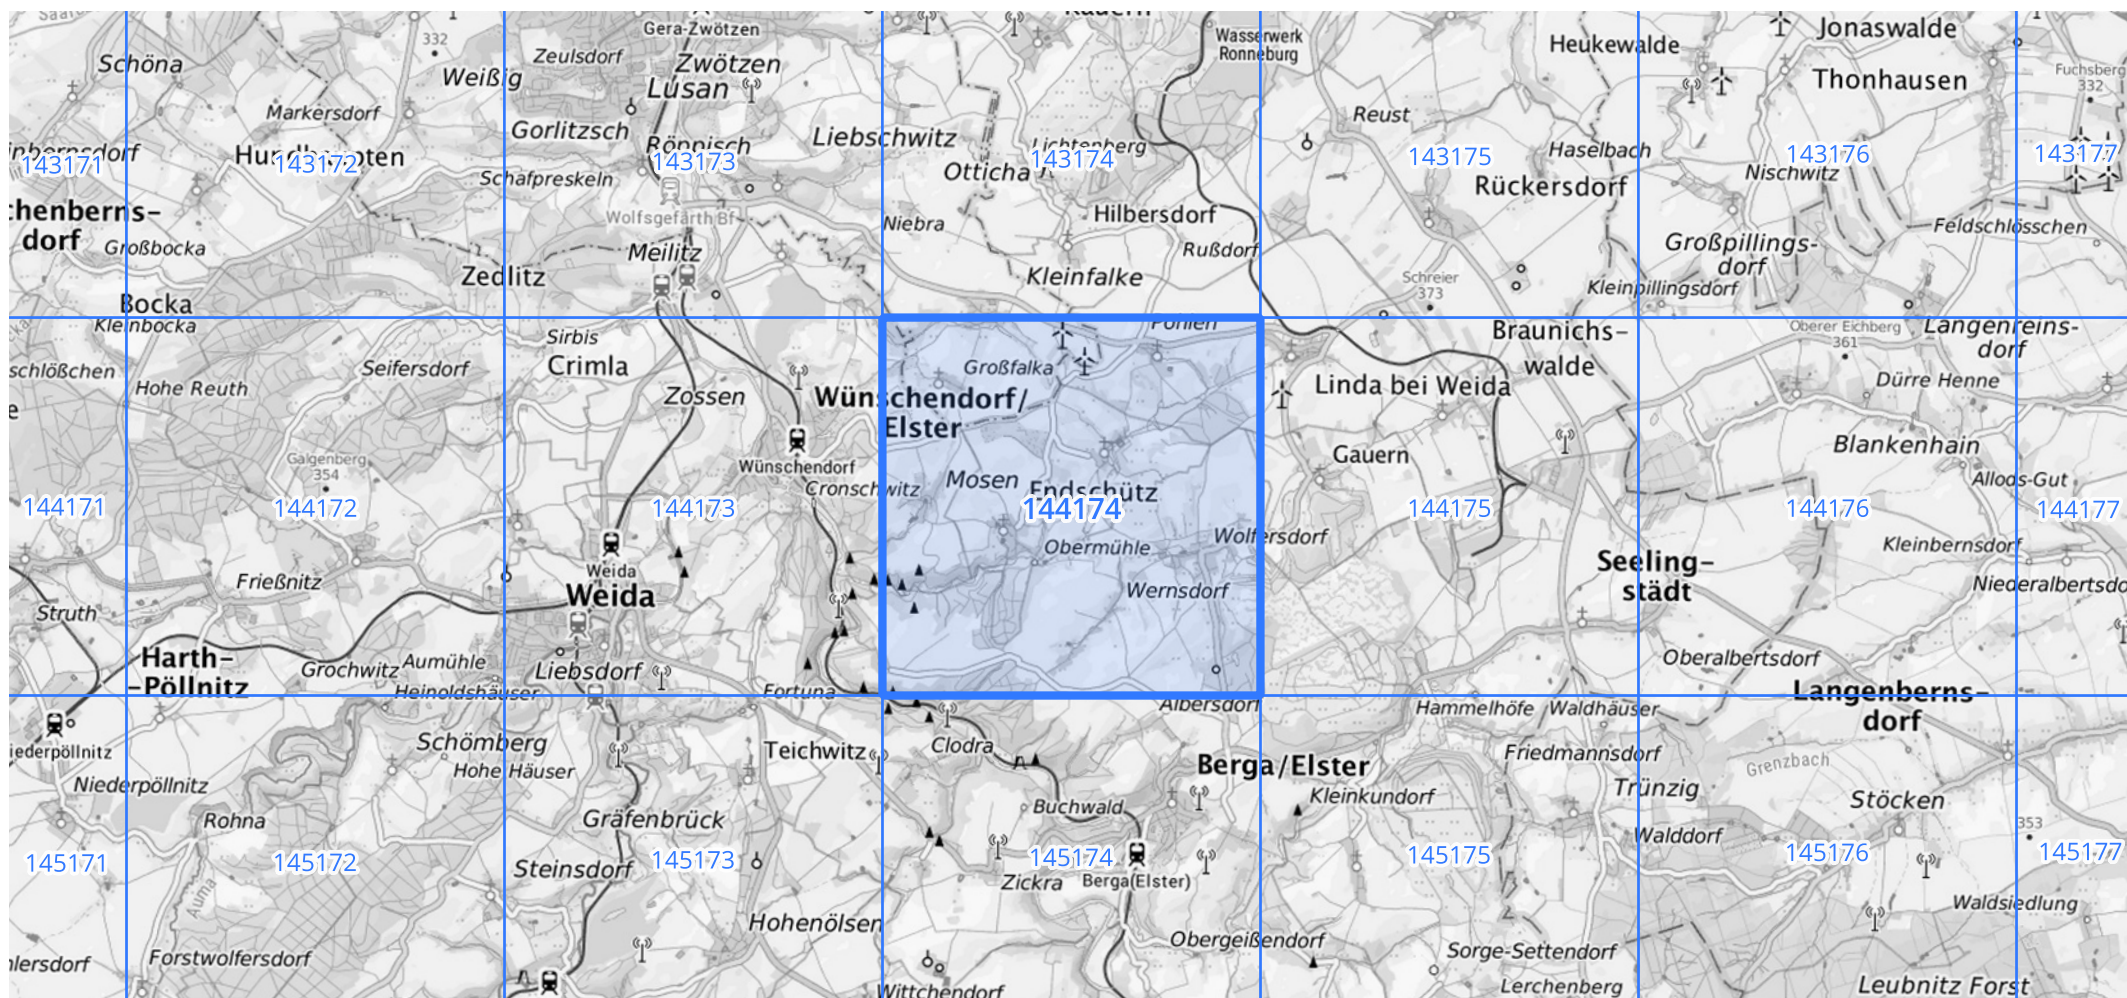 Gera-Zwötzen
Wasserwerk
Ronneburg
Jonaswalde
332
Heukewalde
Schöna
Weißig
Zeulsdorf
Zwötzen
Lusan
Thonhausen
Fuchsberg
332
Markersdorf
Gorlitzsch
Röppisch
Liebschwitz
Lichtenberg
Reust
Haselbach
143171
143172
143173
143174
143175
143176
143177
Otticha
Nischwitz
Schafpreskeln
Rückersdorf
Wolfsgefärth Bf
Niebra
Hilbersdorf
Feldschlösschen
dorf
Großbocka
Meilitz
Rußdorf
Großpillings-
dorf
Zedlitz
Kleinfalke
Schreier
373
Kleinpillingsdorf
Bocka
Kleinbocka
Pohlen
Braunichs-
walde
Oberer Eichberg
361
Langenreins-
dorf
Sirbis
Crimla
Seifersdorf
Großfalka
Hohe Reuth
Zossen
Linda bei Weida
Dürre Henne
Wünschendorf/
Elster
Gauern
Blankenhain
Galgenberg
354
Wünschendorf
Cronschwitz
Mosen
Endschütz
Allods-Gut
144171
144172
144173
144174
144175
144176
144177
Wolfersdorf
Obermühle
Kleinbernsdorf
Frießnitz
Weida
Weida
Wernsdorf
Seeling-
städt
Struth
Harth-
-Pöllnitz
Grochwitz
Aumühle
Liebsdorf
Oberalbertsdorf
Heinoldshäuser
Fortuna
Langenberns-
dorf
Albersdorf
Hammelhöfe
Waldhäuser
Schömberg
Teichwitz
Clodra
Friedmannsdorf
Hohe Häuser
Berga/Elster
Grenzbach
Niederpöllnitz
Kleinkundorf
Trünzig
Stöcken
Rohna
Gräfenbrück
Buchwald
Walddorf
353
145171
145172
145173
145174
145175
145176
145177
Steinsdorf
Zickra
Berga(Elster)
Auma
Hohenölsen
Waldsiedlung
Forstwolfersdorf
Obergeißendorf
Sorge-Settendorf
Wittchendorf
Lerchenberg
Leubnitz Forst